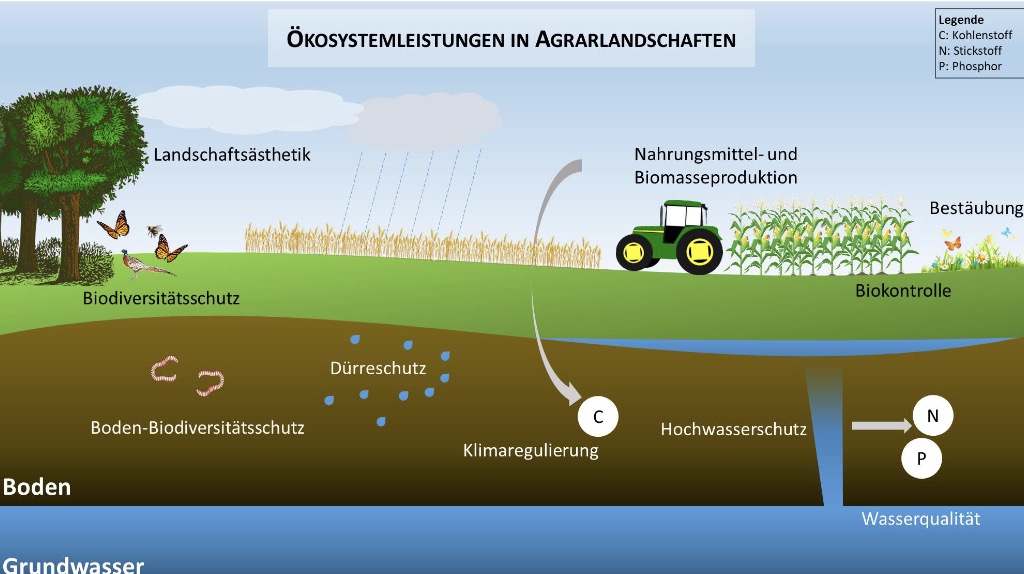 ÖKOSYSTEMLEISTUNGEN IN AGRARLANDSCHAFTEN
Legende
C: Kohlenstoff
N: Stickstoff
P: Phosphor
Landschaftsästhetik
Nahrungsmittel- und
Biomasseproduktion
Bestäubung
Biodiversitätsschutz
Biokontrolle
Dürreschutz
Boden-Biodiversitätsschutz
C
Klimaregulierung
Hochwasserschutz
N
P
Boden
Wasserqualität
Grundwasser